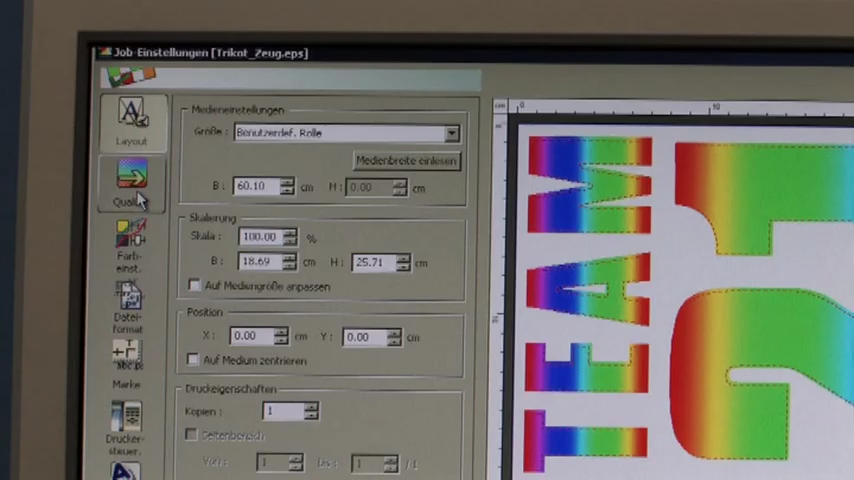 Job-Einstellungen [Trikot_Zeug.eps]
Layout
Farb-
einst.
Datei-
format
Marke
Drucker-
steuer.
Medieneinstellungen
Größe : Benutzerdef. Rolle
Medienbreite einlesen
B : 60.10 cm H : 0.00 cm
Skalierung
Skala : 100.00 %
B : 18.69 cm H : 25.71 cm
Auf Mediengröße anpassen
Position
X : 0.00 cm Y : 0.00 cm
Auf Medium zentrieren
Druckeigenschaften
Kopien : 1
Seitenbereich
Von : 1 Bis : 1 / 1
cm 0 10
TEAM